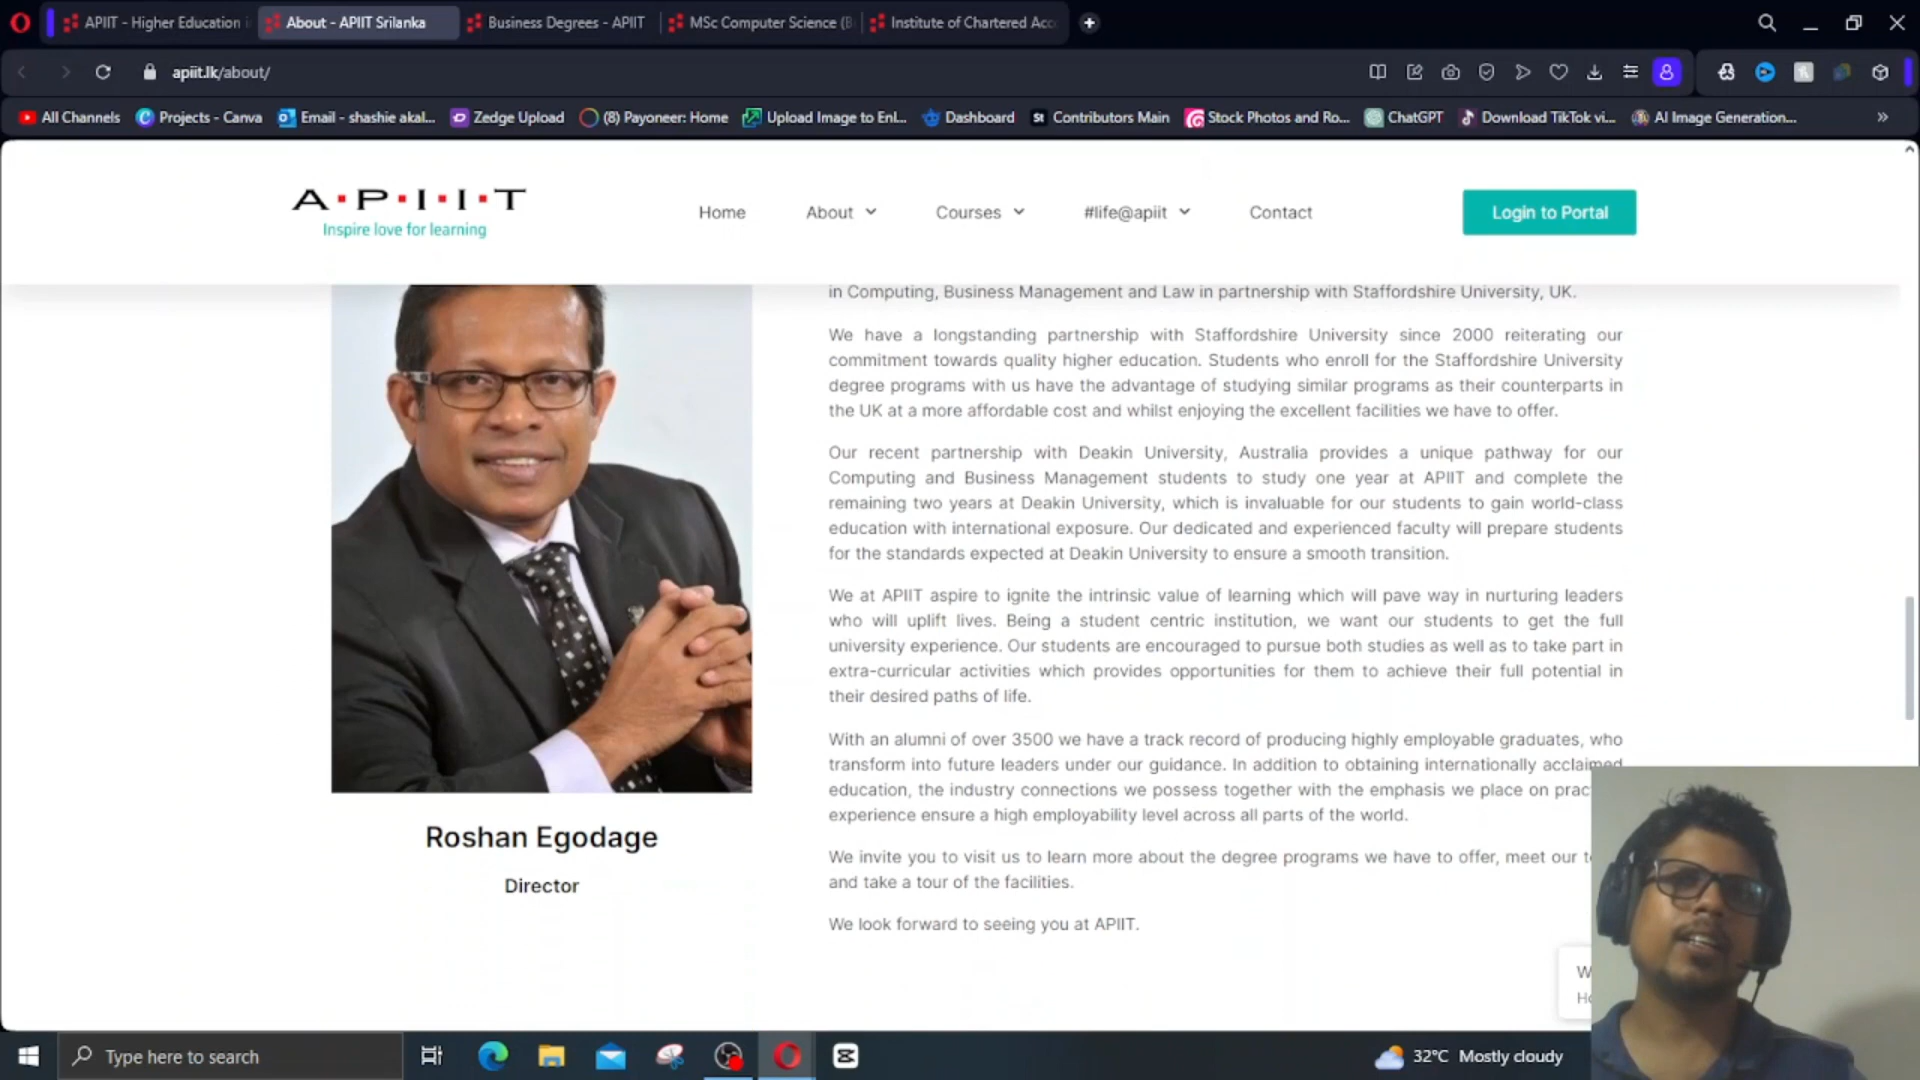 APIIT - Higher Education i
About - APIIT Srilanka
Business Degrees - APIIT
MSc Computer Science (B
Institute of Chartered Acc
apiit.lk/about/
All Channels
Projects - Canva
Email - shashie akal...
Zedge Upload
(8) Payoneer: Home
Upload Image to Enl...
Dashboard
St Contributors Main
Stock Photos and Ro...
ChatGPT
Download TikTok vi...
AI Image Generation...
A·P·I·I·T
Inspire love for learning
Home
About
Courses
#life@apiit
Contact
Login to Portal
in Computing, Business Management and Law in partnership with Staffordshire University, UK.
We have a longstanding partnership with Staffordshire University since 2000 reiterating our
commitment towards quality higher education. Students who enroll for the Staffordshire University
degree programs with us have the advantage of studying similar programs as their counterparts in
the UK at a more affordable cost and whilst enjoying the excellent facilities we have to offer.
Our recent partnership with Deakin University, Australia provides a unique pathway for our
Computing and Business Management students to study one year at APIIT and complete the
remaining two years at Deakin University, which is invaluable for our students to gain world-class
education with international exposure. Our dedicated and experienced faculty will prepare students
for the standards expected at Deakin University to ensure a smooth transition.
We at APIIT aspire to ignite the intrinsic value of learning which will pave way in nurturing leaders
who will uplift lives. Being a student centric institution, we want our students to get the full
university experience. Our students are encouraged to pursue both studies as well as to take part in
extra-curricular activities which provides opportunities for them to achieve their full potential in
their desired paths of life.
With an alumni of over 3500 we have a track record of producing highly employable graduates, who
transform into future leaders under our guidance. In addition to obtaining internationally acclaimed
education, the industry connections we possess together with the emphasis we place on prac
experience ensure a high employability level across all parts of the world.
We invite you to visit us to learn more about the degree programs we have to offer, meet our t
and take a tour of the facilities.
We look forward to seeing you at APIIT.
Roshan Egodage
Director
W
Type here to search
32°C Mostly cloudy